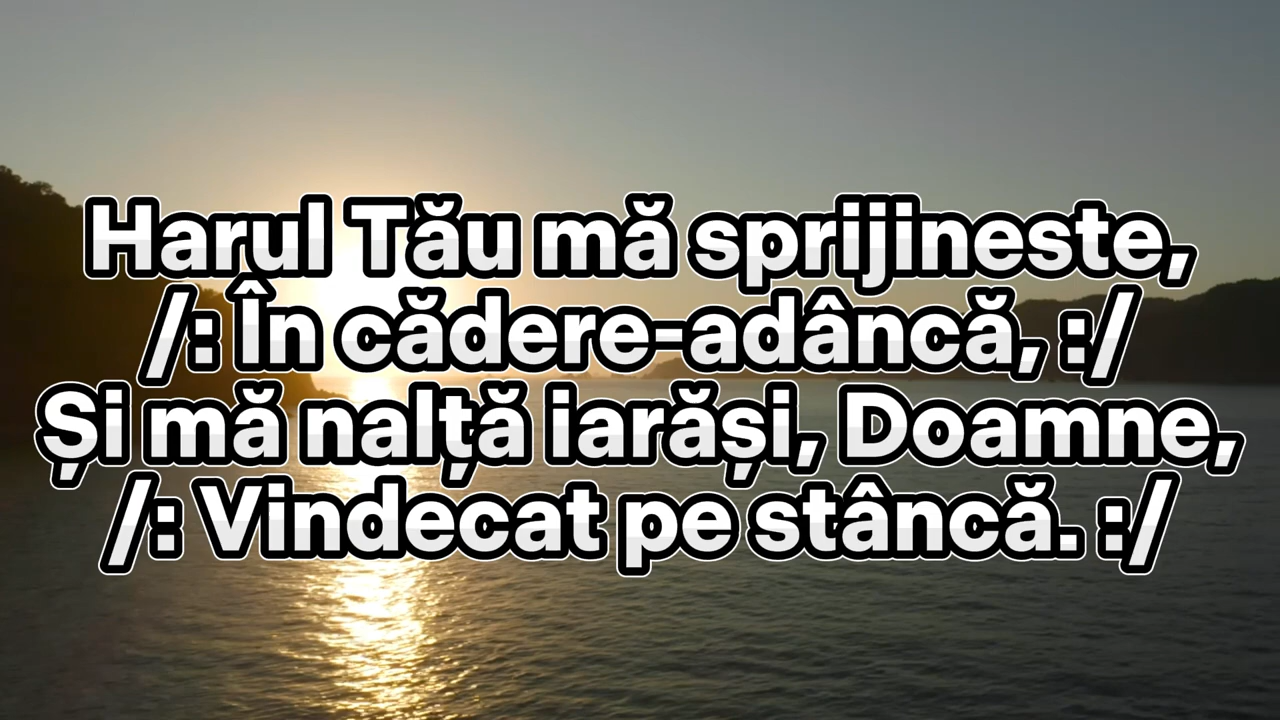 Harul Tău mă sprijineste,
/: În cădere-adâncă, :/
Și mă nalță iarăși, Doamne,
/: Vindecat pe stâncă. :/